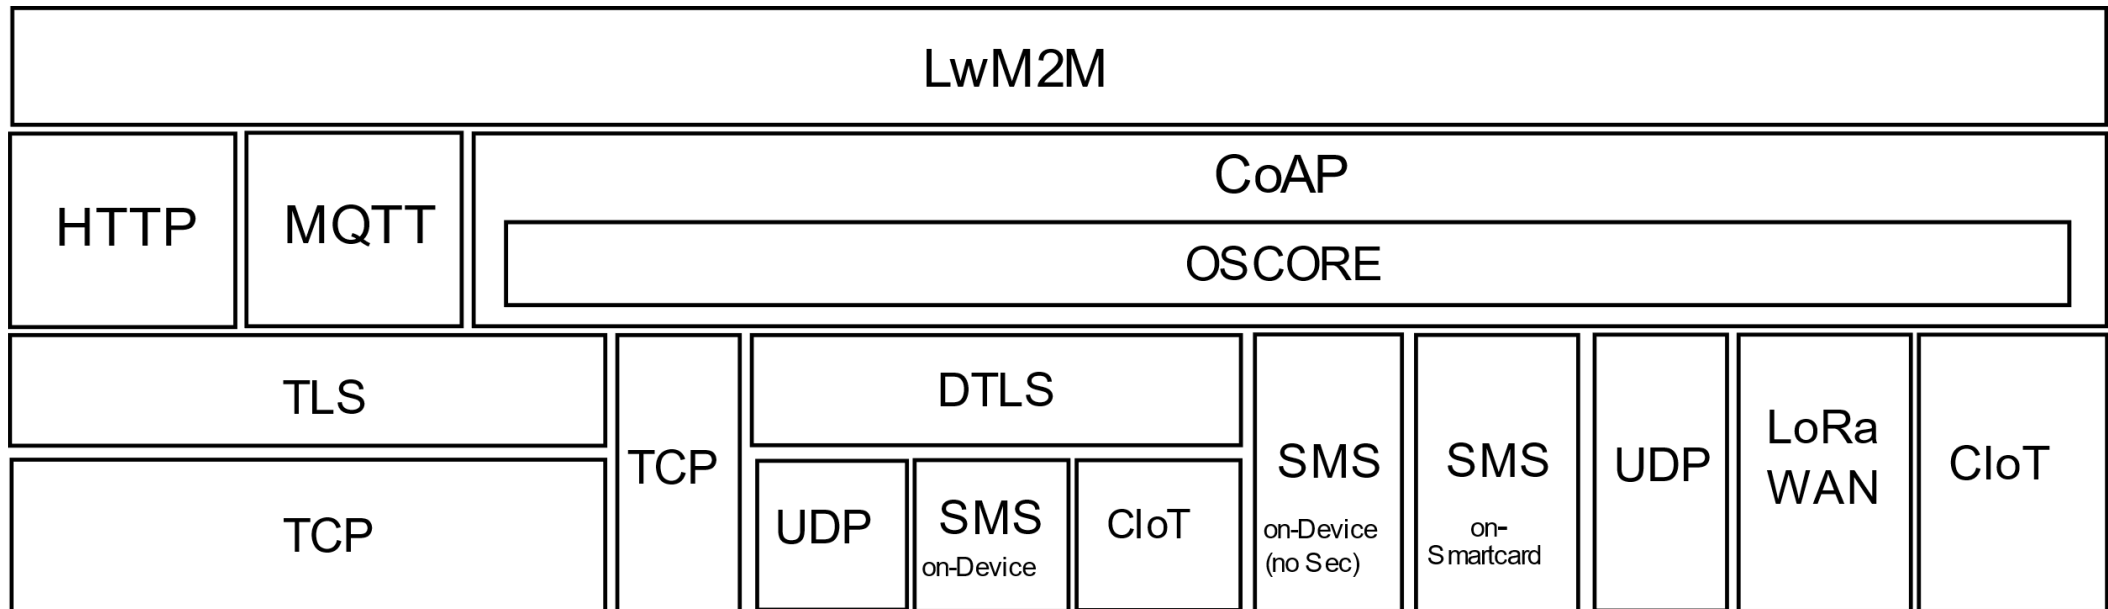 LwM2M
HTTP
MQTT
CoAP
OSCORE
TLS
TCP
TCP
DTLS
UDP
SMS
on-Device
CIoT
SMS
on-Device
(no Sec)
SMS
on-
Smartcard
UDP
LoRa
WAN
CIoT